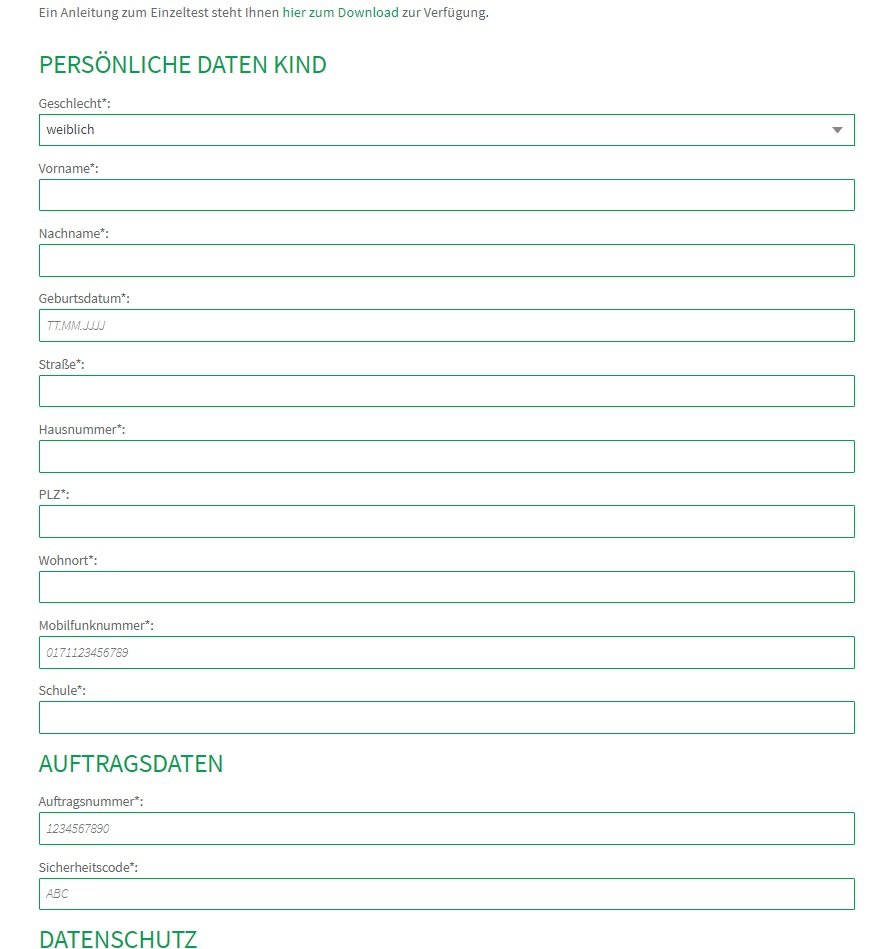 Ein Anleitung zum Einzeltest steht Ihnen hier zum Download zur Verfügung.
PERSÖNLICHE DATEN KIND
Geschlecht*:
weiblich
Vorname*:
Nachname*:
Geburtsdatum*:
TT.MM.JJJJ
Straße*:
Hausnummer*:
PLZ*:
Wohnort*:
Mobilfunknummer*:
0171123456789
Schule*:
AUFTRAGSDATEN
Auftragsnummer*:
1234567890
Sicherheitscode*:
ABC
DATENSCHUTZ